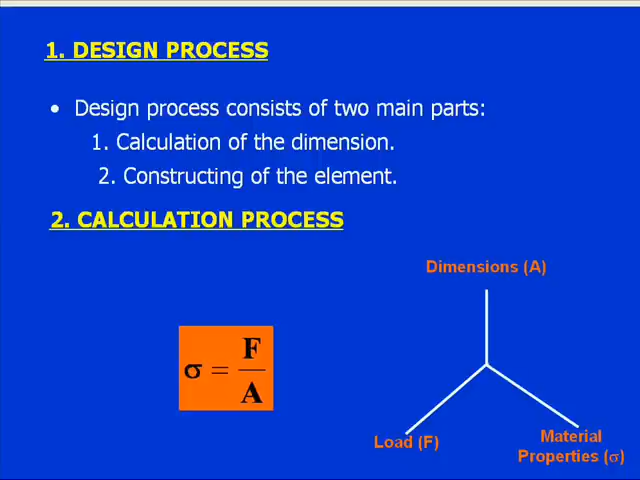 1. DESIGN PROCESS
• Design process consists of two main parts:
1. Calculation of the dimension.
2. Constructing of the element.
2. CALCULATION PROCESS
Dimensions (A)
σ = F
A
Load (F)
Material
Properties (σ)